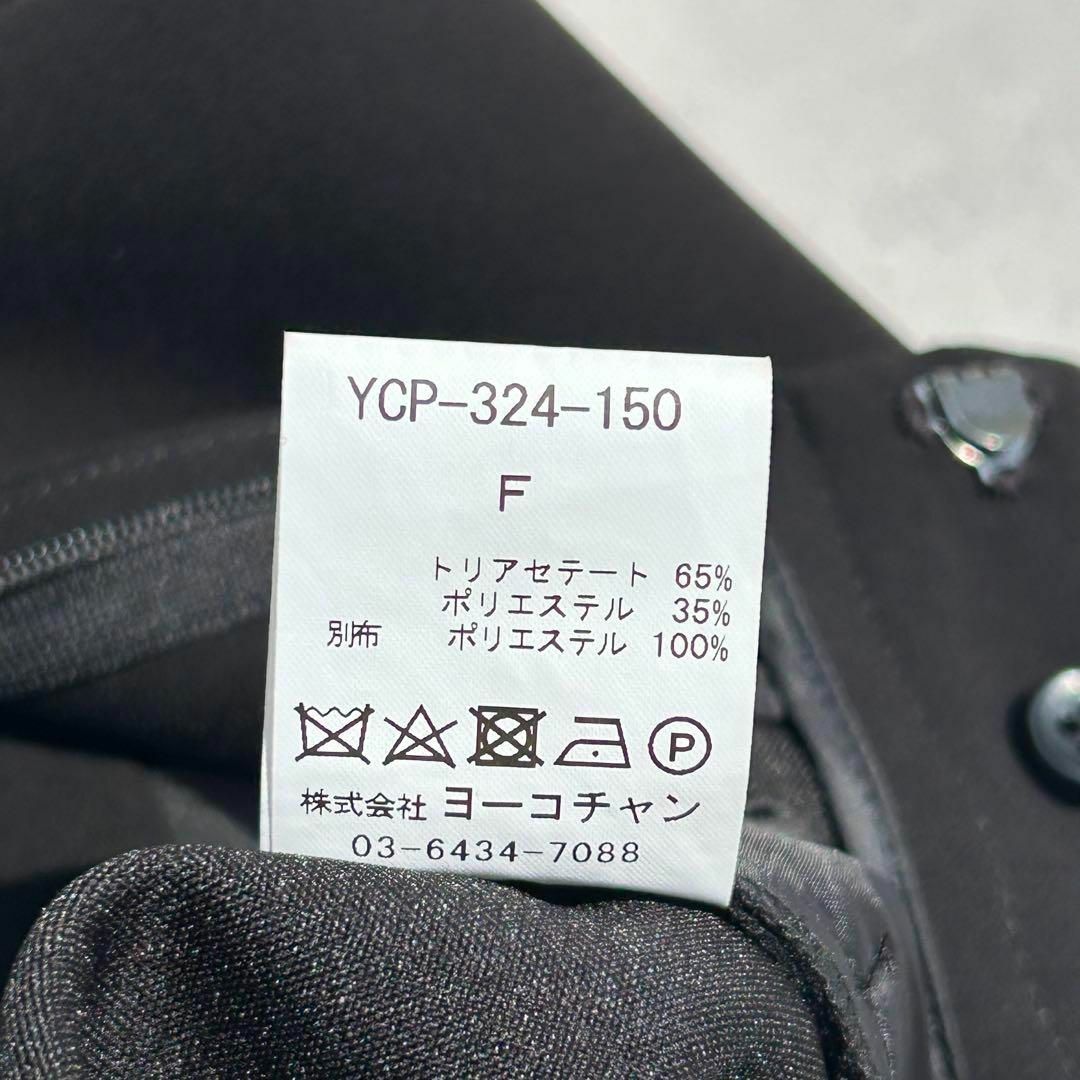 YCP-324-150
F
トリアセテート 65%
ポリエステル 35%
別布 ポリエステル 100%
P
株式会社 ヨーコチャン
03-6434-7088